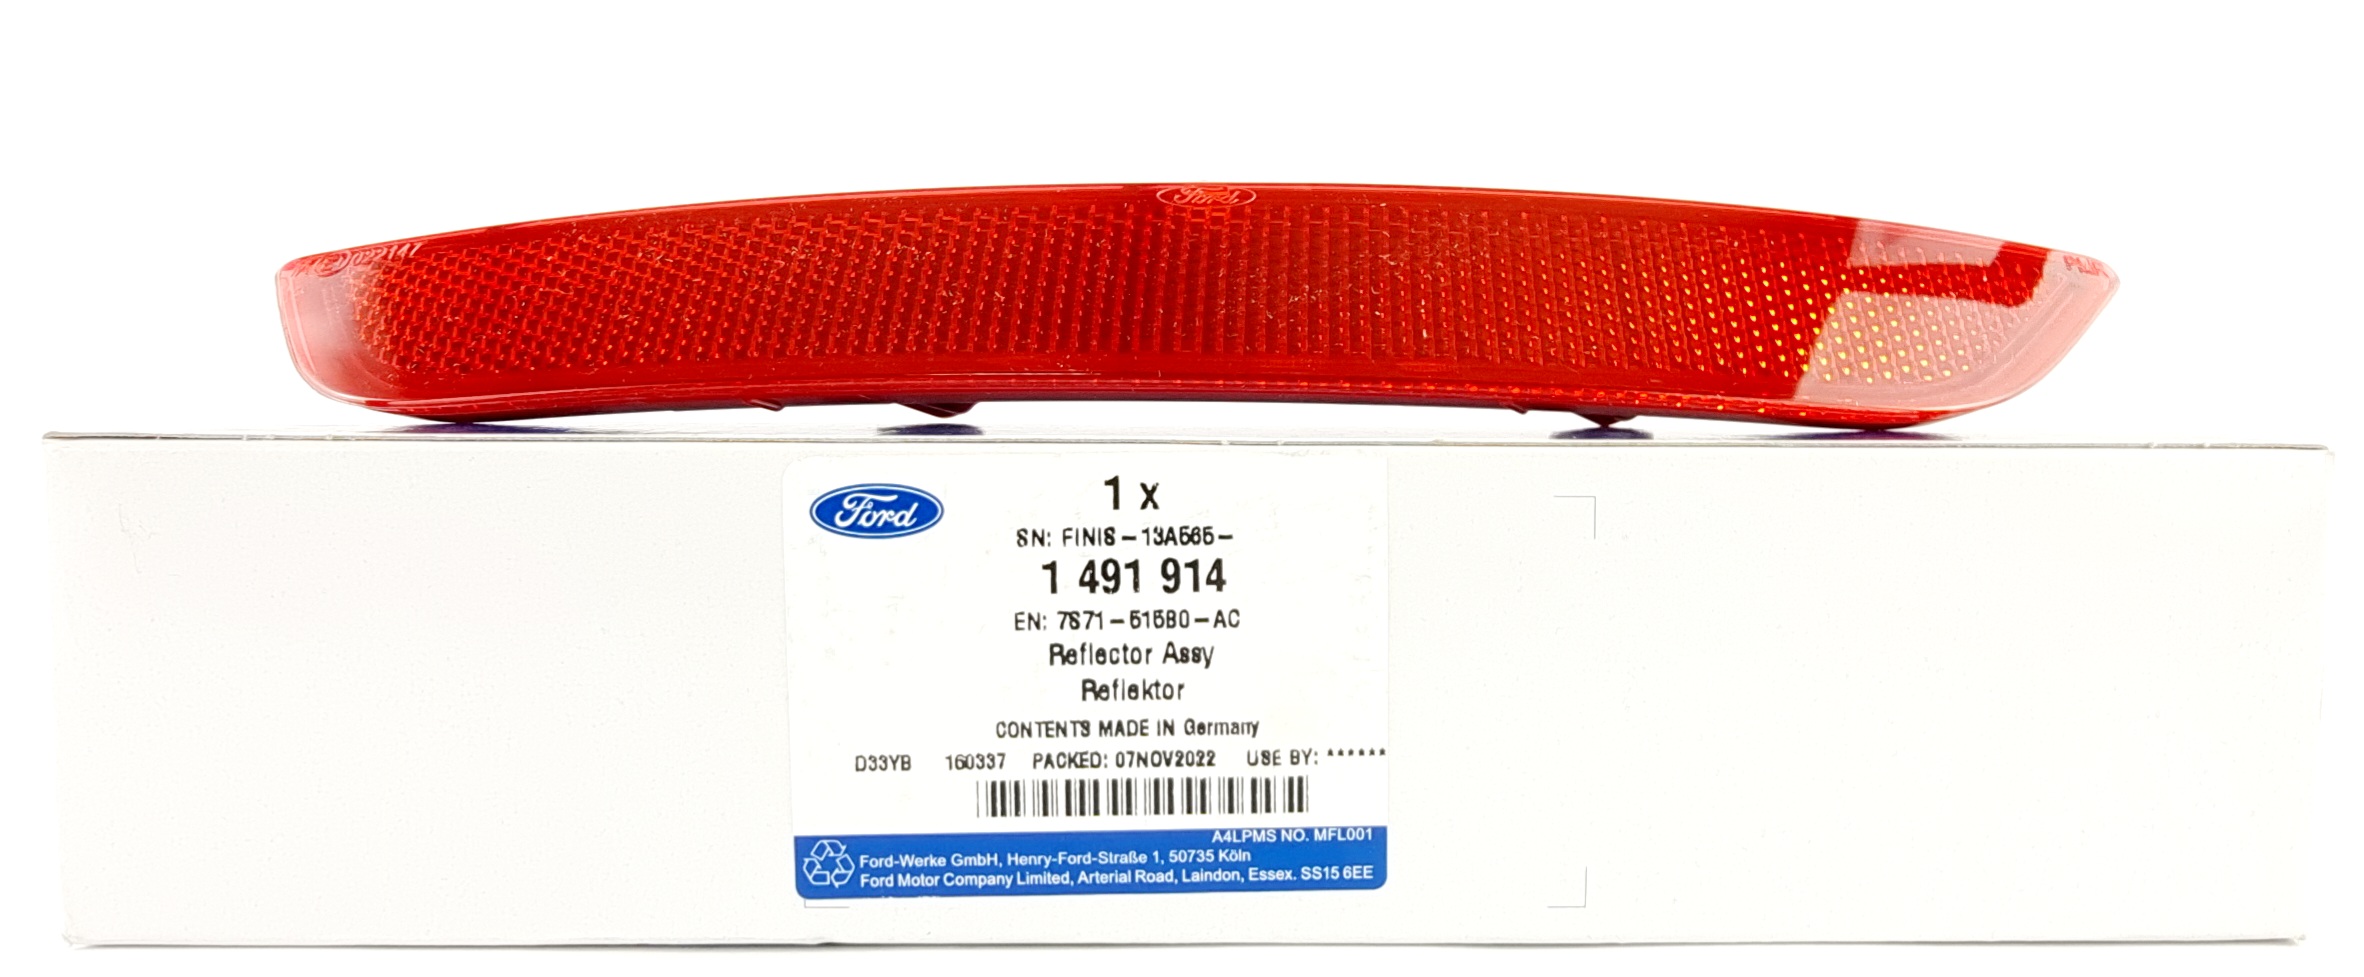 Ford
Ford
1 x
SN: FINIS - 13A565 -
1 491 914
EN: 7S71 - 515B0 - AC
Reflector Assy
Reflektor
CONTENTS MADE IN Germany
D33YB 160337 PACKED: 07NOV2022 USE BY: ******
A4LPMS NO. MFL001
Ford-Werke GmbH, Henry-Ford-Straße 1, 50735 Köln
Ford Motor Company Limited, Arterial Road, Laindon, Essex. SS15 6EE